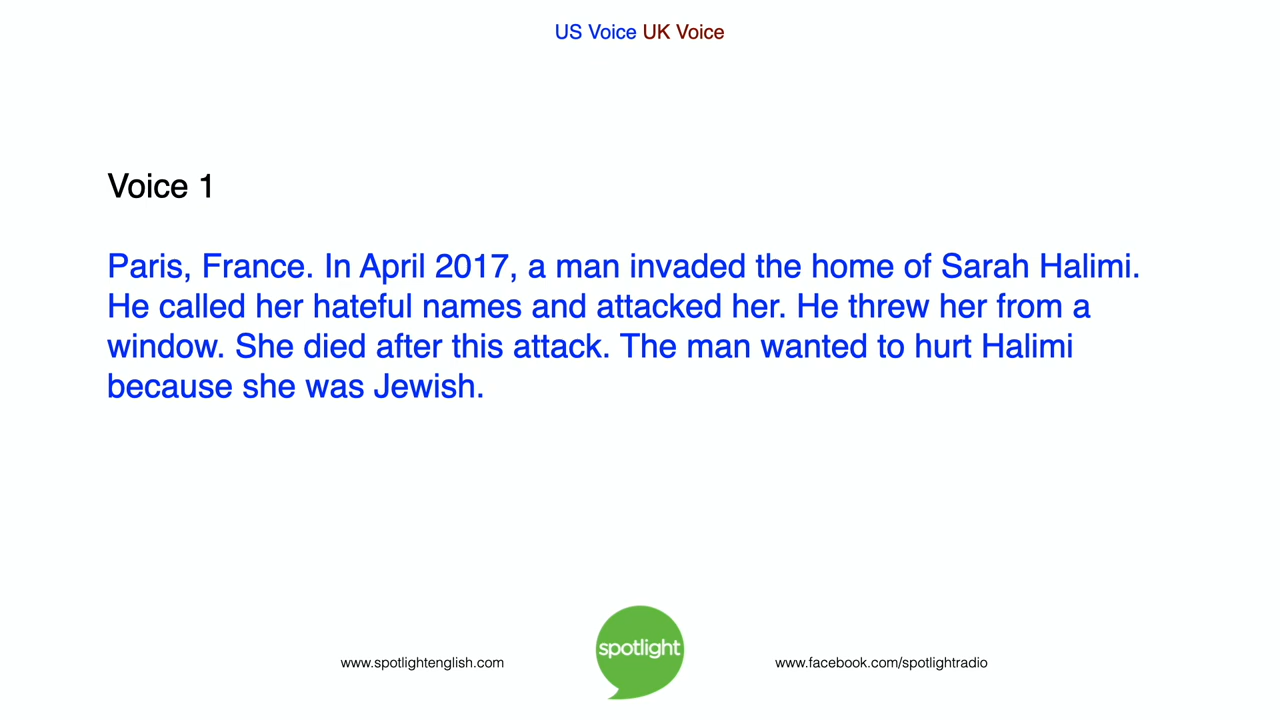 US Voice UK Voice
Voice 1
Paris, France. In April 2017, a man invaded the home of Sarah Halimi.
He called her hateful names and attacked her. He threw her from a
window. She died after this attack. The man wanted to hurt Halimi
because she was Jewish.
spotlight
www.spotlightenglish.com
www.facebook.com/spotlightradio